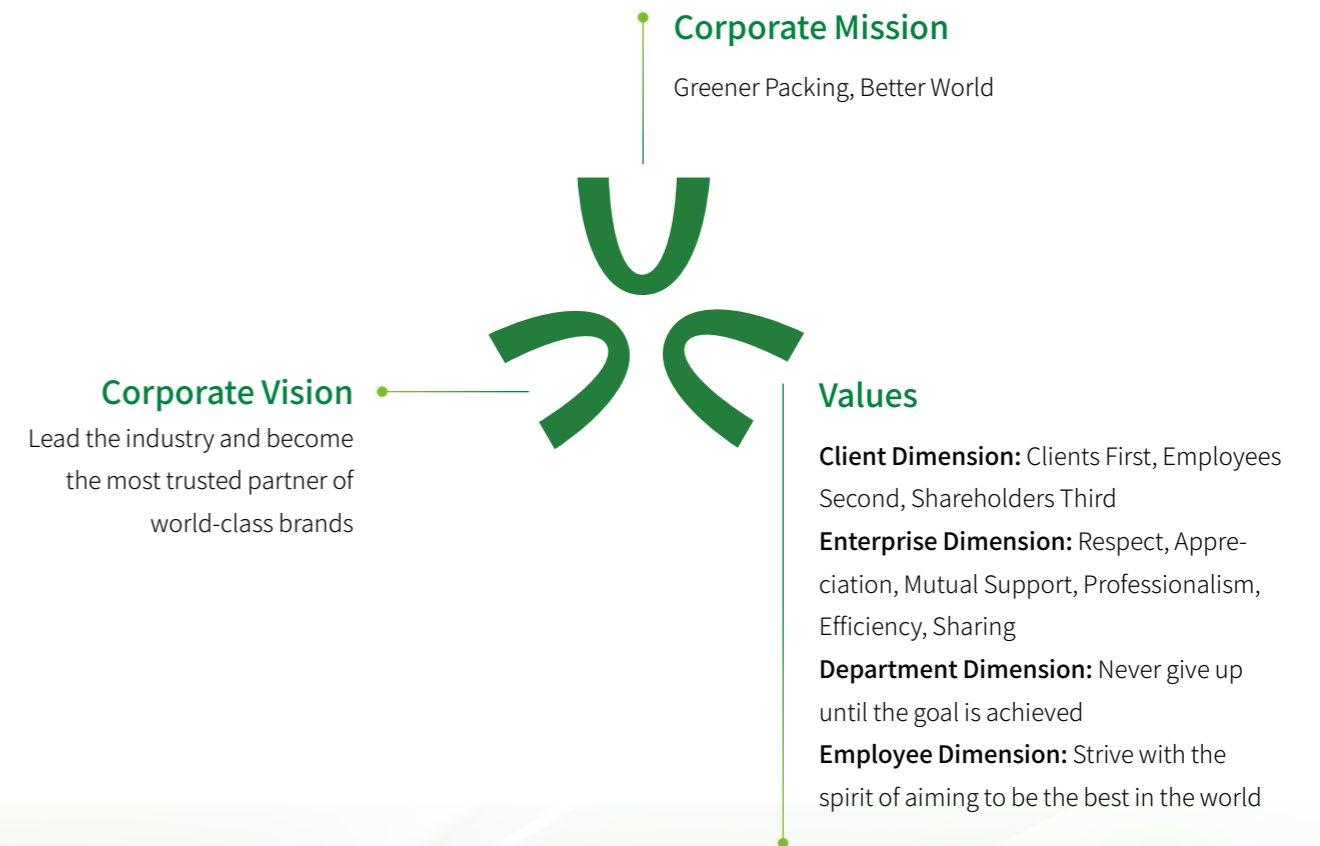 Corporate Mission
Greener Packing, Better World
Corporate Vision
Lead the industry and become
the most trusted partner of
world-class brands
Values
Client Dimension: Clients First, Employees
Second, Shareholders Third
Enterprise Dimension: Respect, Appre-
ciation, Mutual Support, Professionalism,
Efficiency, Sharing
Department Dimension: Never give up
until the goal is achieved
Employee Dimension: Strive with the
spirit of aiming to be the best in the world